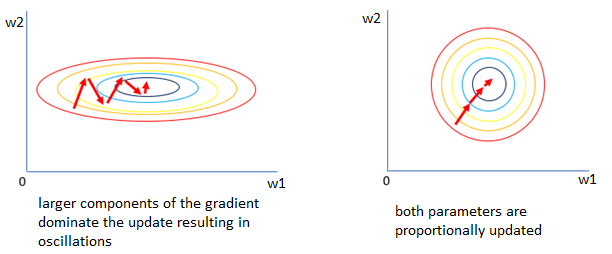 w2
0
w1
larger components of the gradient
dominate the update resulting in
oscillations
w2
0
w1
both parameters are
proportionally updated